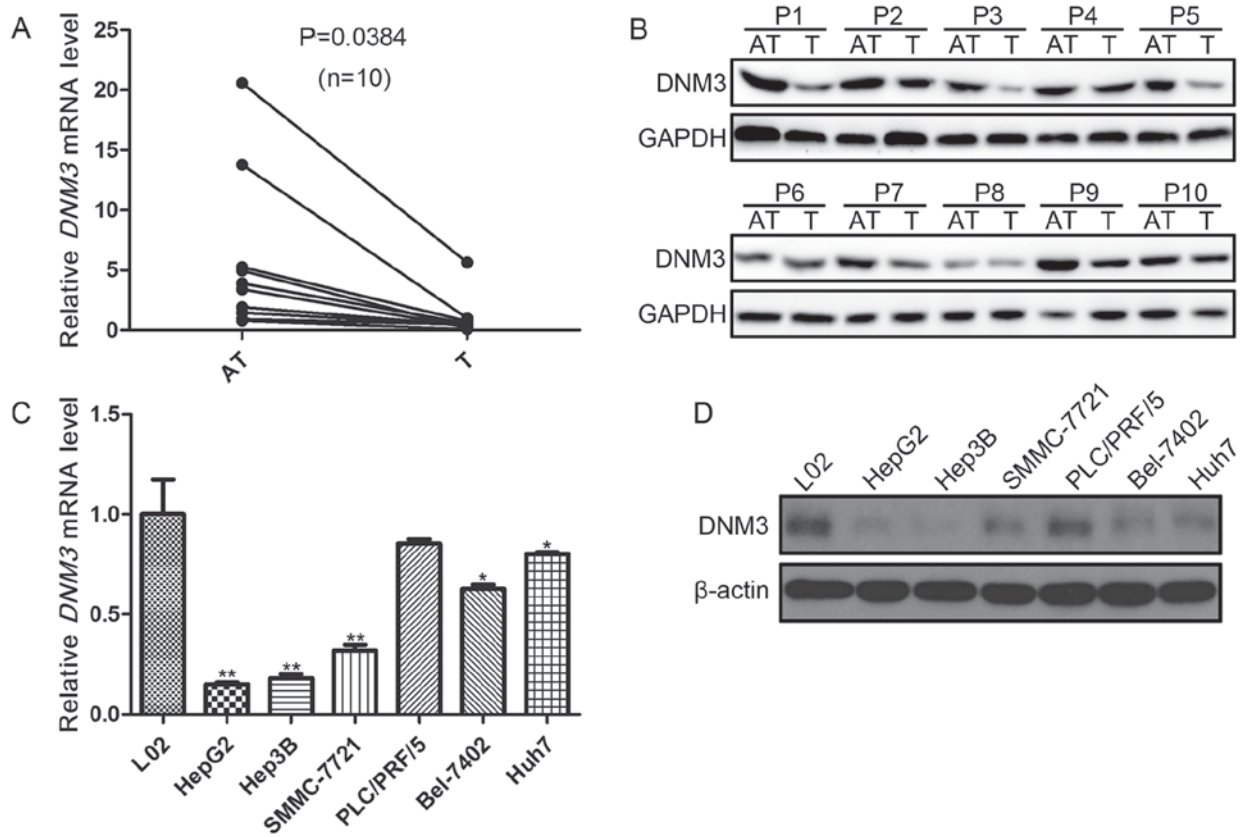 A
Relative DNM3 mRNA level
25
20
15
10
5
0
P=0.0384
(n=10)
AT
T
B
P1 P2 P3 P4 P5
AT T AT T AT T AT T AT T
DNM3
GAPDH
P6 P7 P8 P9 P10
AT T AT T AT T AT T AT T
DNM3
GAPDH
C
Relative DNM3 mRNA level
1.5
1.0
0.5
0.0
** ** ** * *
L02 HepG2 Hep3B SMMC-7721 PLC/PRF/5 Bel-7402 Huh7
D
L02 HepG2 Hep3B SMMC-7721 PLC/PRF/5 Bel-7402 Huh7
DNM3
β-actin